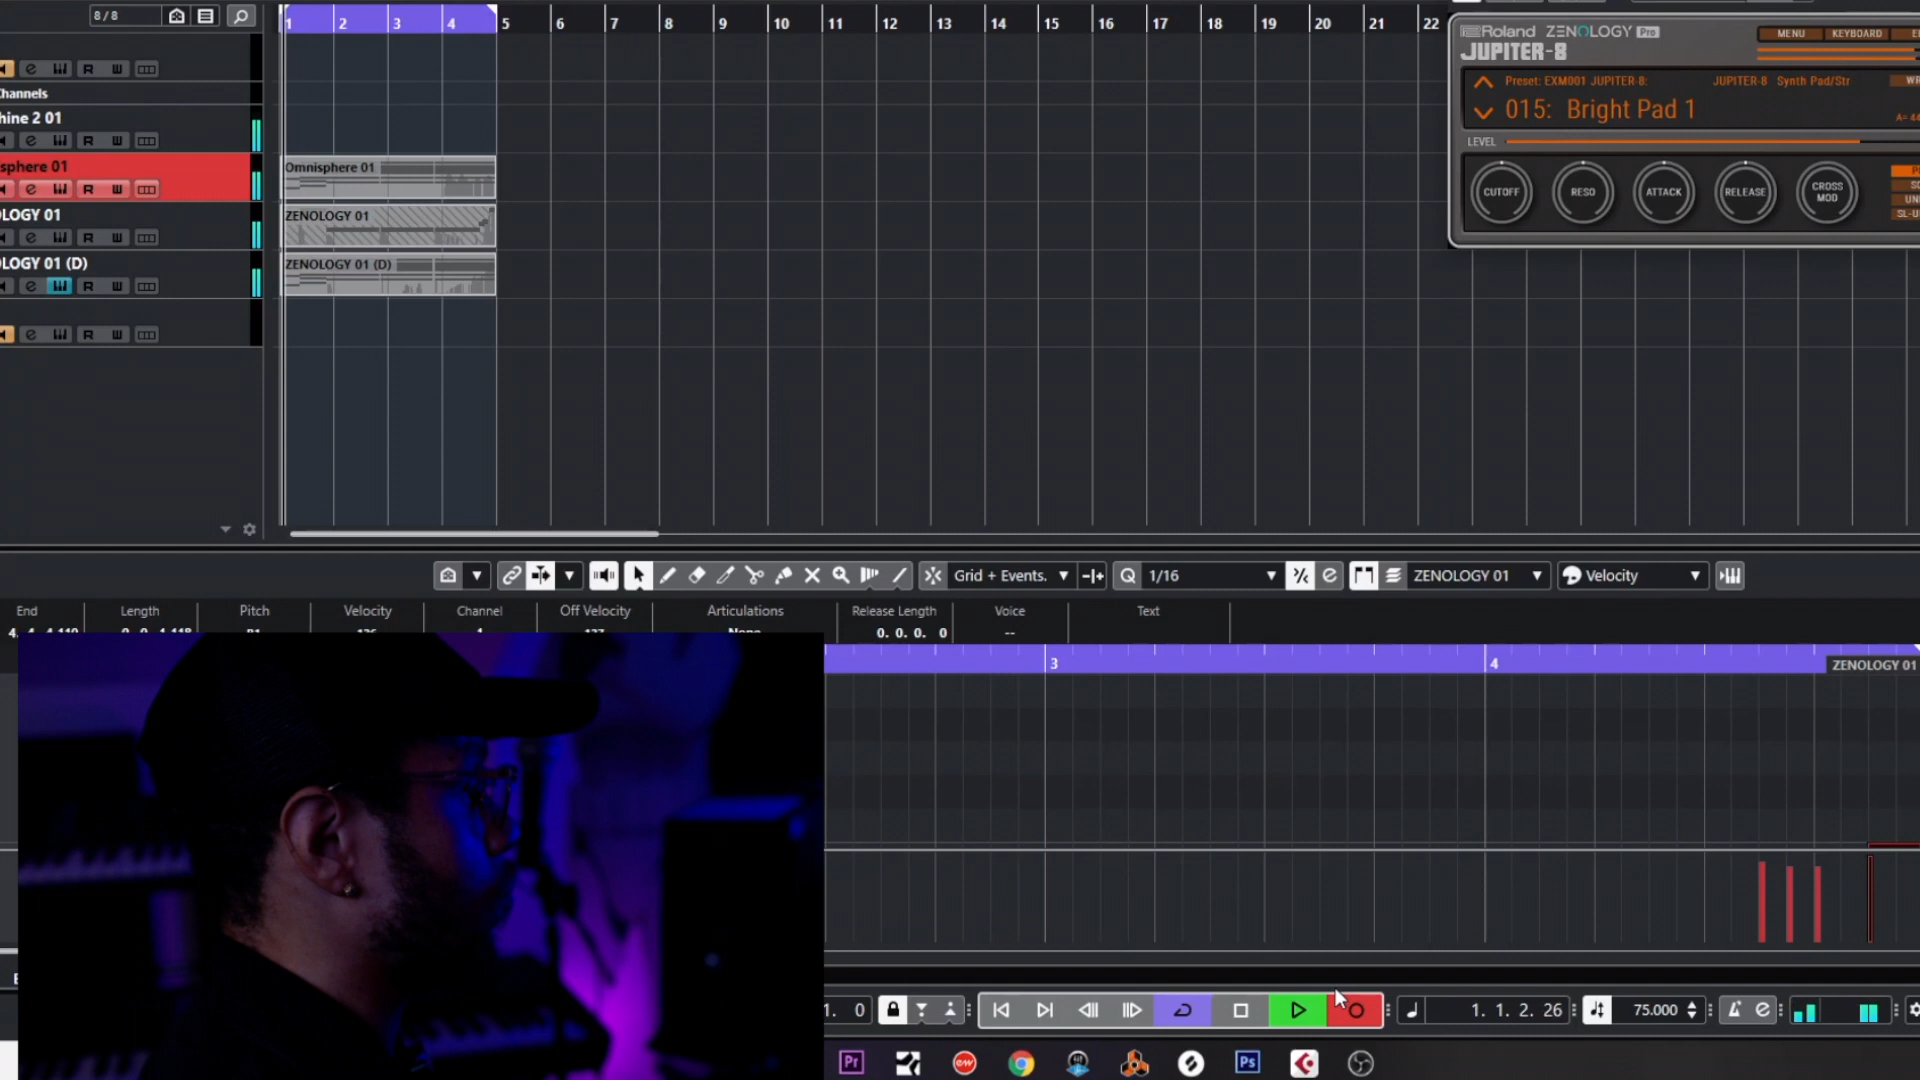 8/8
1 2 3 4 5 6 7 8 9 10 11 12 13 14 15 16 17 18 19 20 21 22
Roland ZENOLOGY Pro
MENU KEYBOARD
JUPITER-8
Preset: EXM001 JUPITER-8: JUPITER-8 Synth Pad/Str
015: Bright Pad 1
LEVEL
CUTOFF RESO ATTACK RELEASE CROSS MOD
e R W
Channels
hine 2 01
e R W
sphere 01 Omnisphere 01
e R W
LOGY 01 ZENOLOGY 01
e R W
LOGY 01 (D) ZENOLOGY 01 (D)
e R W
e R W
Grid + Events. Q 1/16 e ZENOLOGY 01 Velocity
End Length Pitch Velocity Channel Off Velocity Articulations Release Length Voice Text
0. 0. 0. 0 --
3 4 ZENOLOGY 01
1. 0 1. 1. 2. 26 75.000 e
Pr Ps